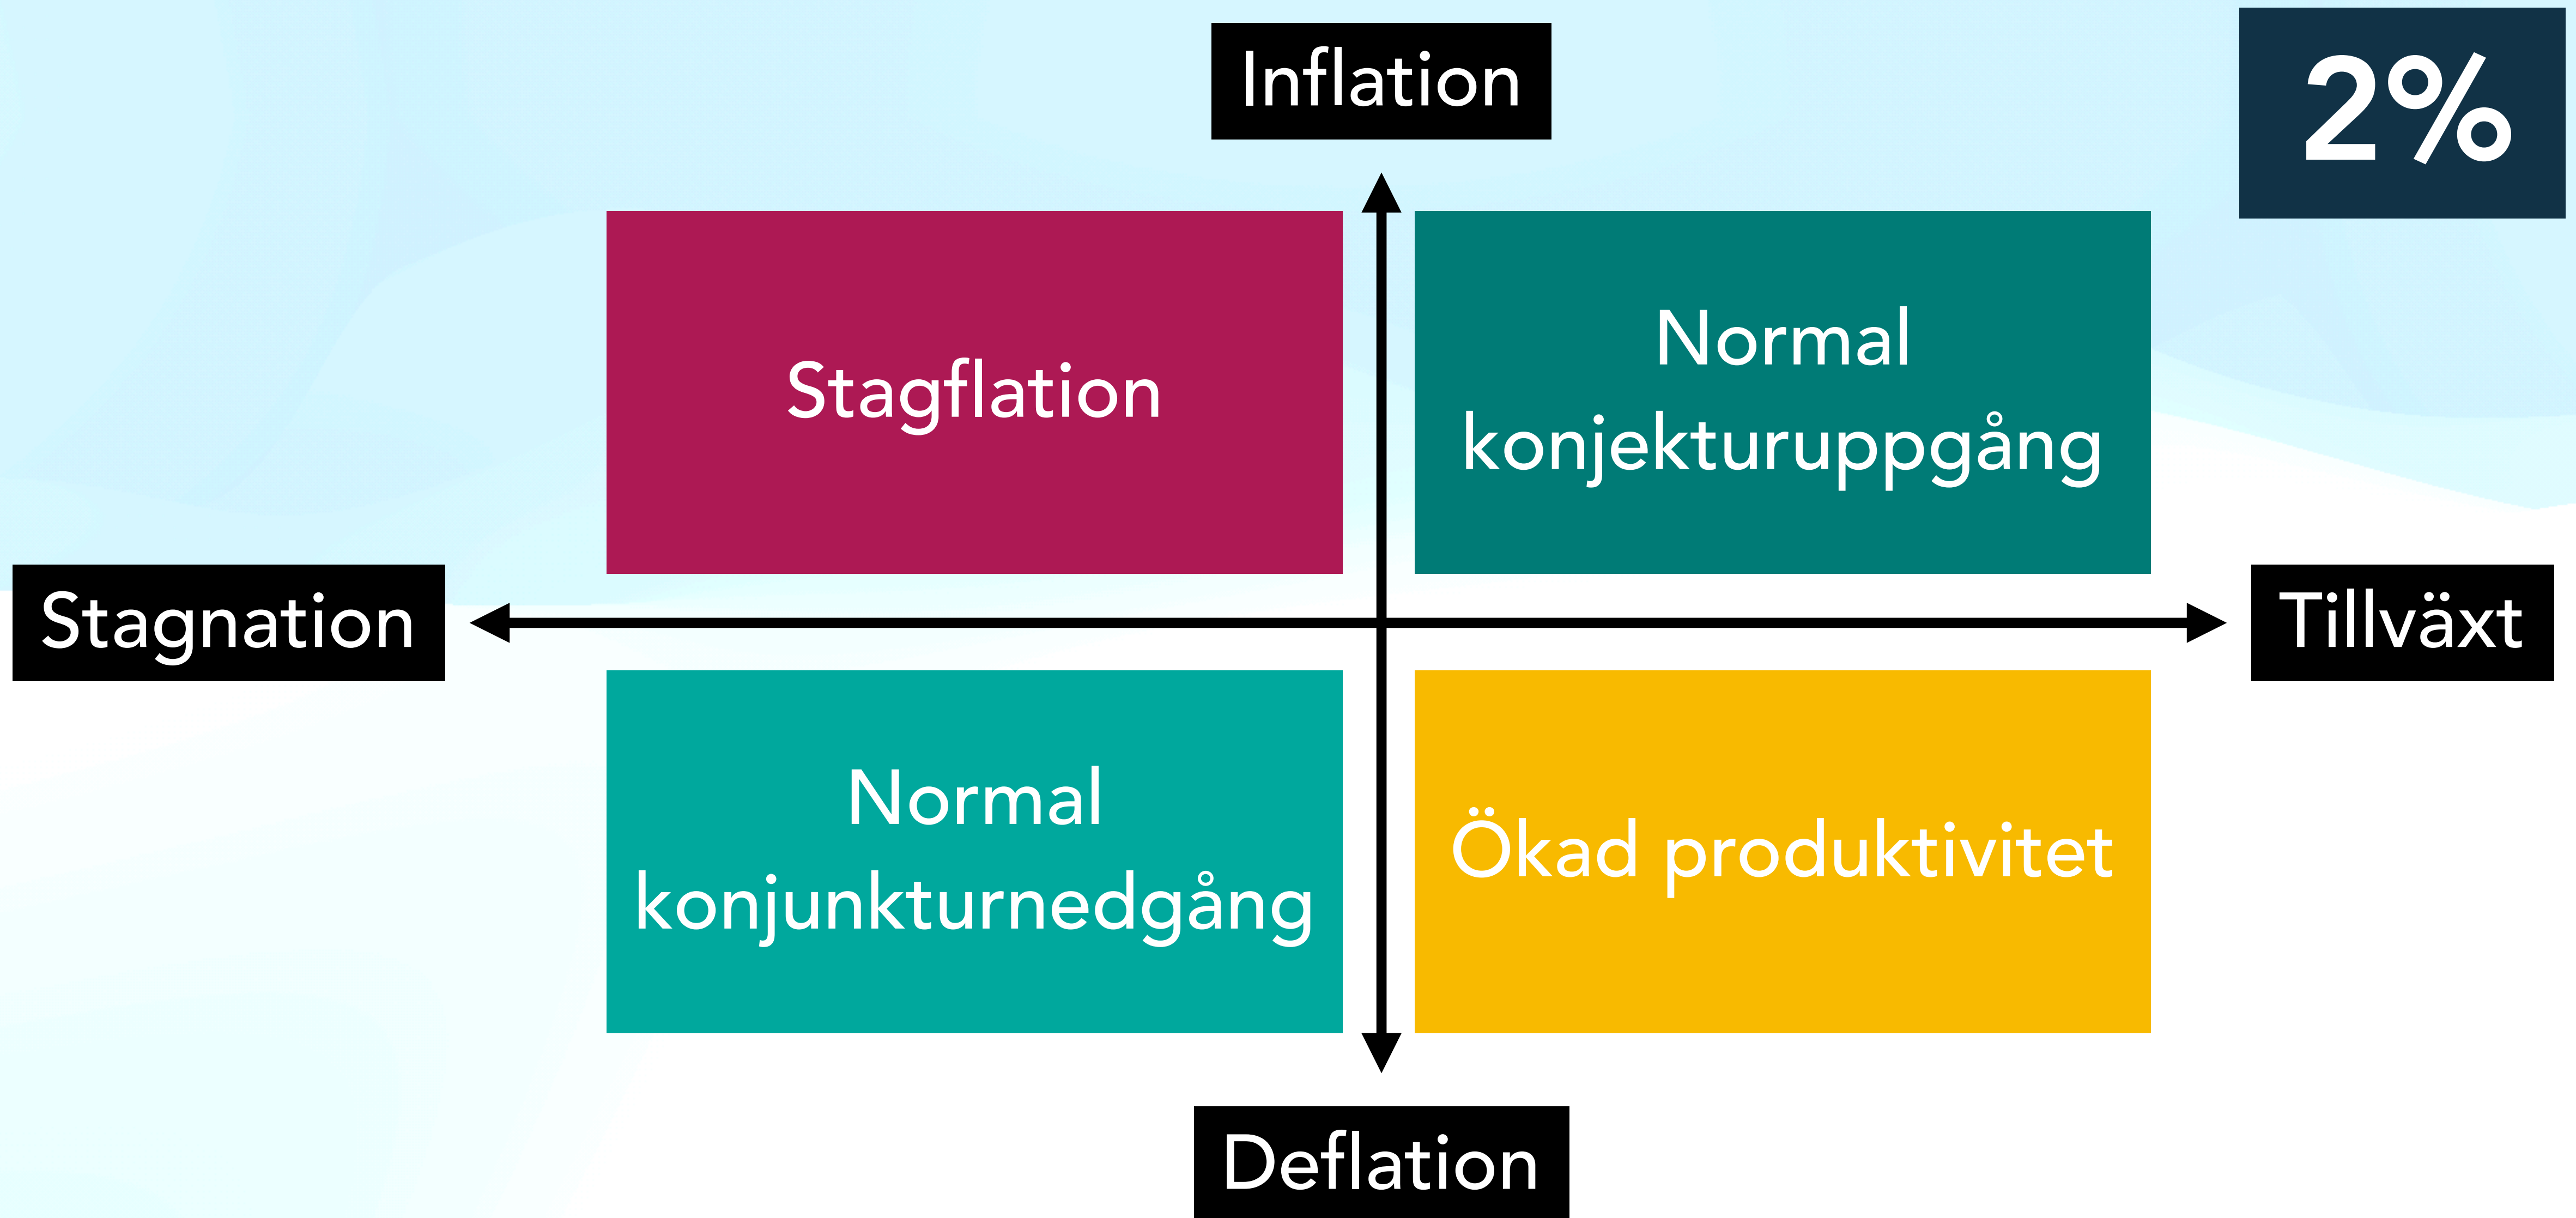 Inflation
2%
Stagflation
Normal
konjekturuppgång
Stagnation
Tillväxt
Normal
konjunkturnedgång
Ökad produktivitet
Deflation